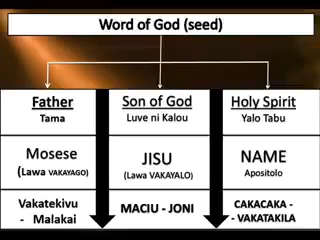 Word of God (seed)
Father
Tama
Son of God
Luve ni Kalou
Holy Spirit
Yalo Tabu
Mosese
(Lawa VAKAYAGO)
JISU
(Lawa VAKAYALO)
NAME
Apositolo
Vakatekivu
- Malakai
MACIU - JONI
CAKACAKA -
- VAKATAKILA